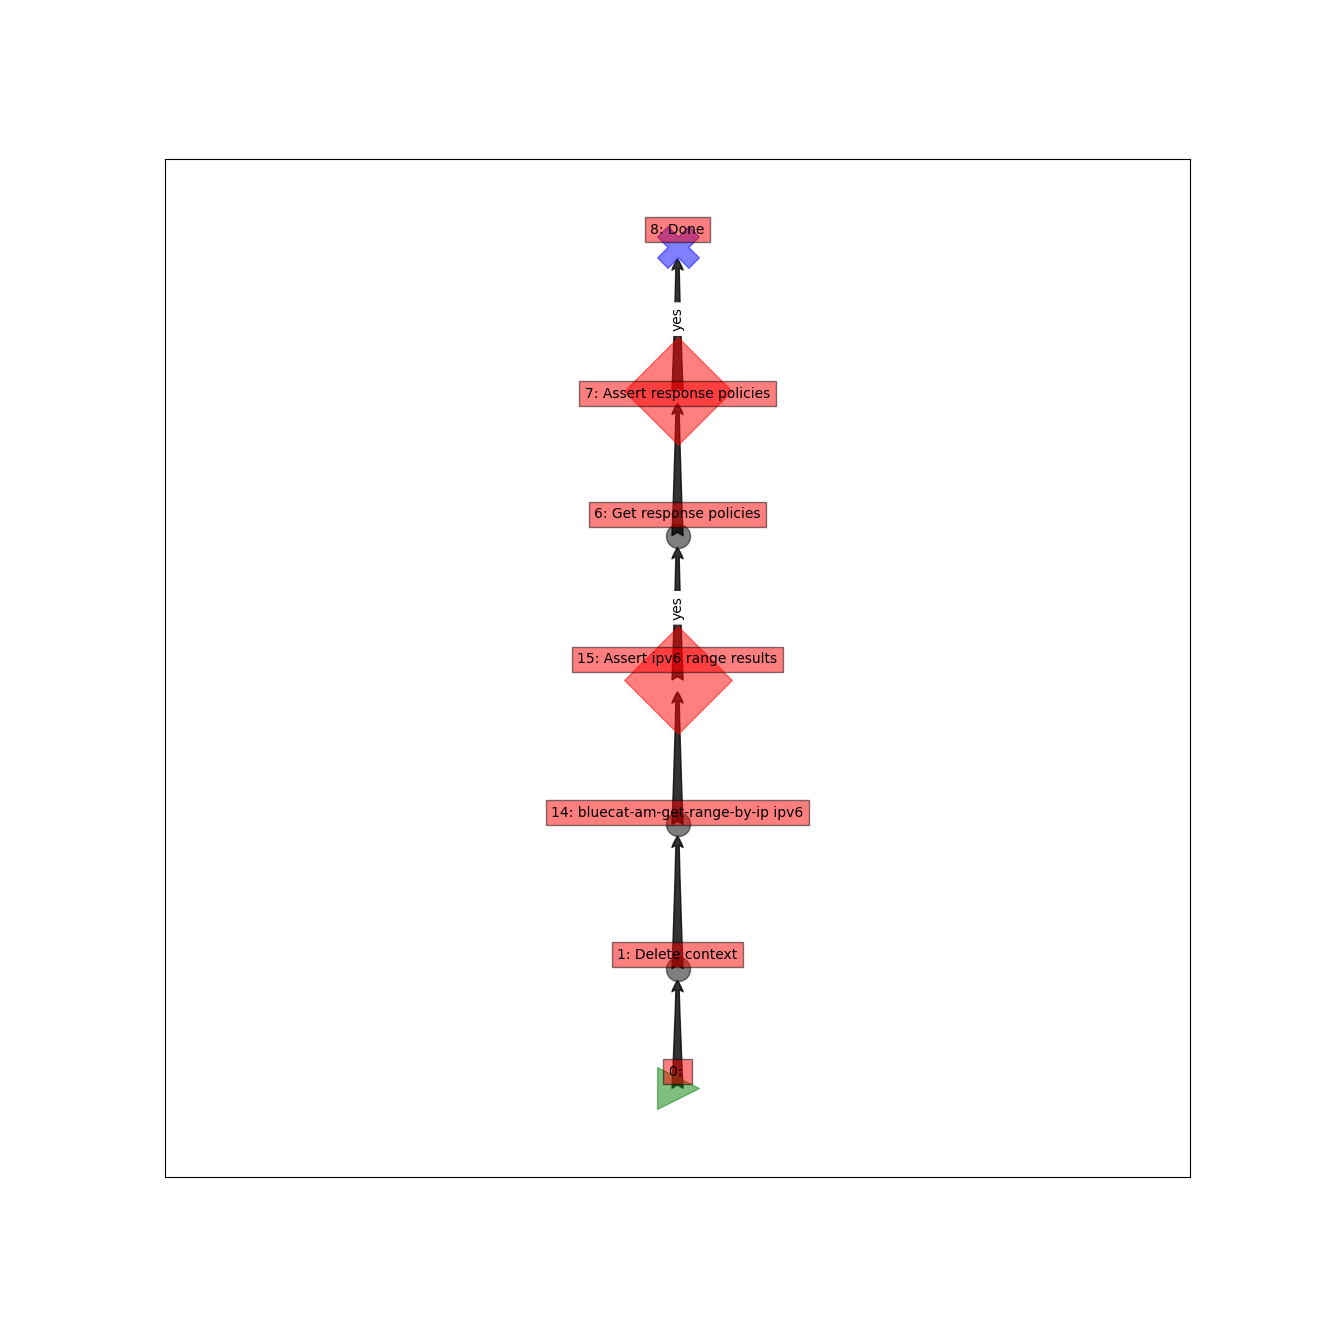 8: Done
yes
7: Assert response policies
6: Get response policies
yes
15: Assert ipv6 range results
14: bluecat-am-get-range-by-ip ipv6
1: Delete context
0: